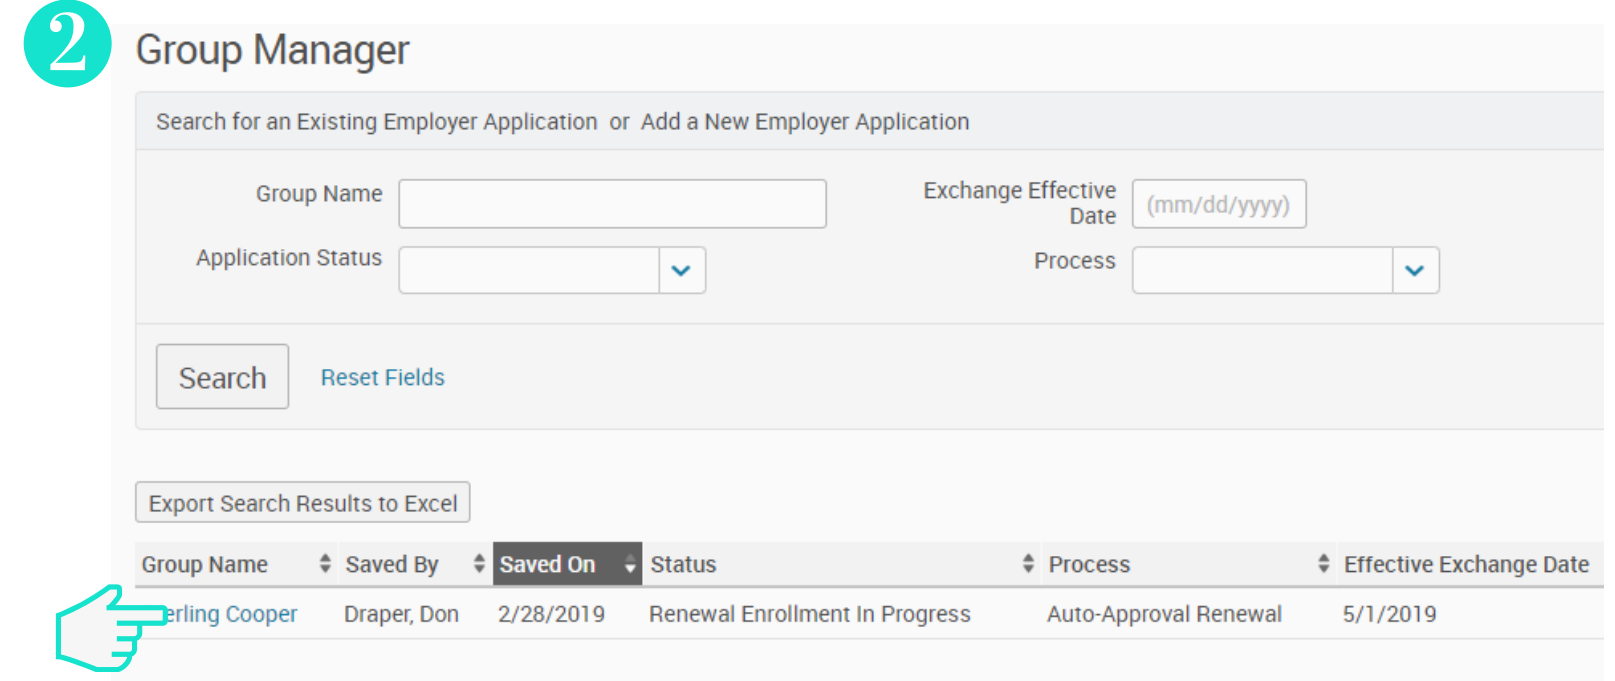 2
Group Manager
Search for an Existing Employer Application or Add a New Employer Application
Group Name
Exchange Effective Date (mm/dd/yyyy)
Application Status
Process
Search Reset Fields
Export Search Results to Excel
Group Name Saved By Saved On Status Process Effective Exchange Date
Cooper Draper, Don 2/28/2019 Renewal Enrollment In Progress Auto-Approval Renewal 5/1/2019